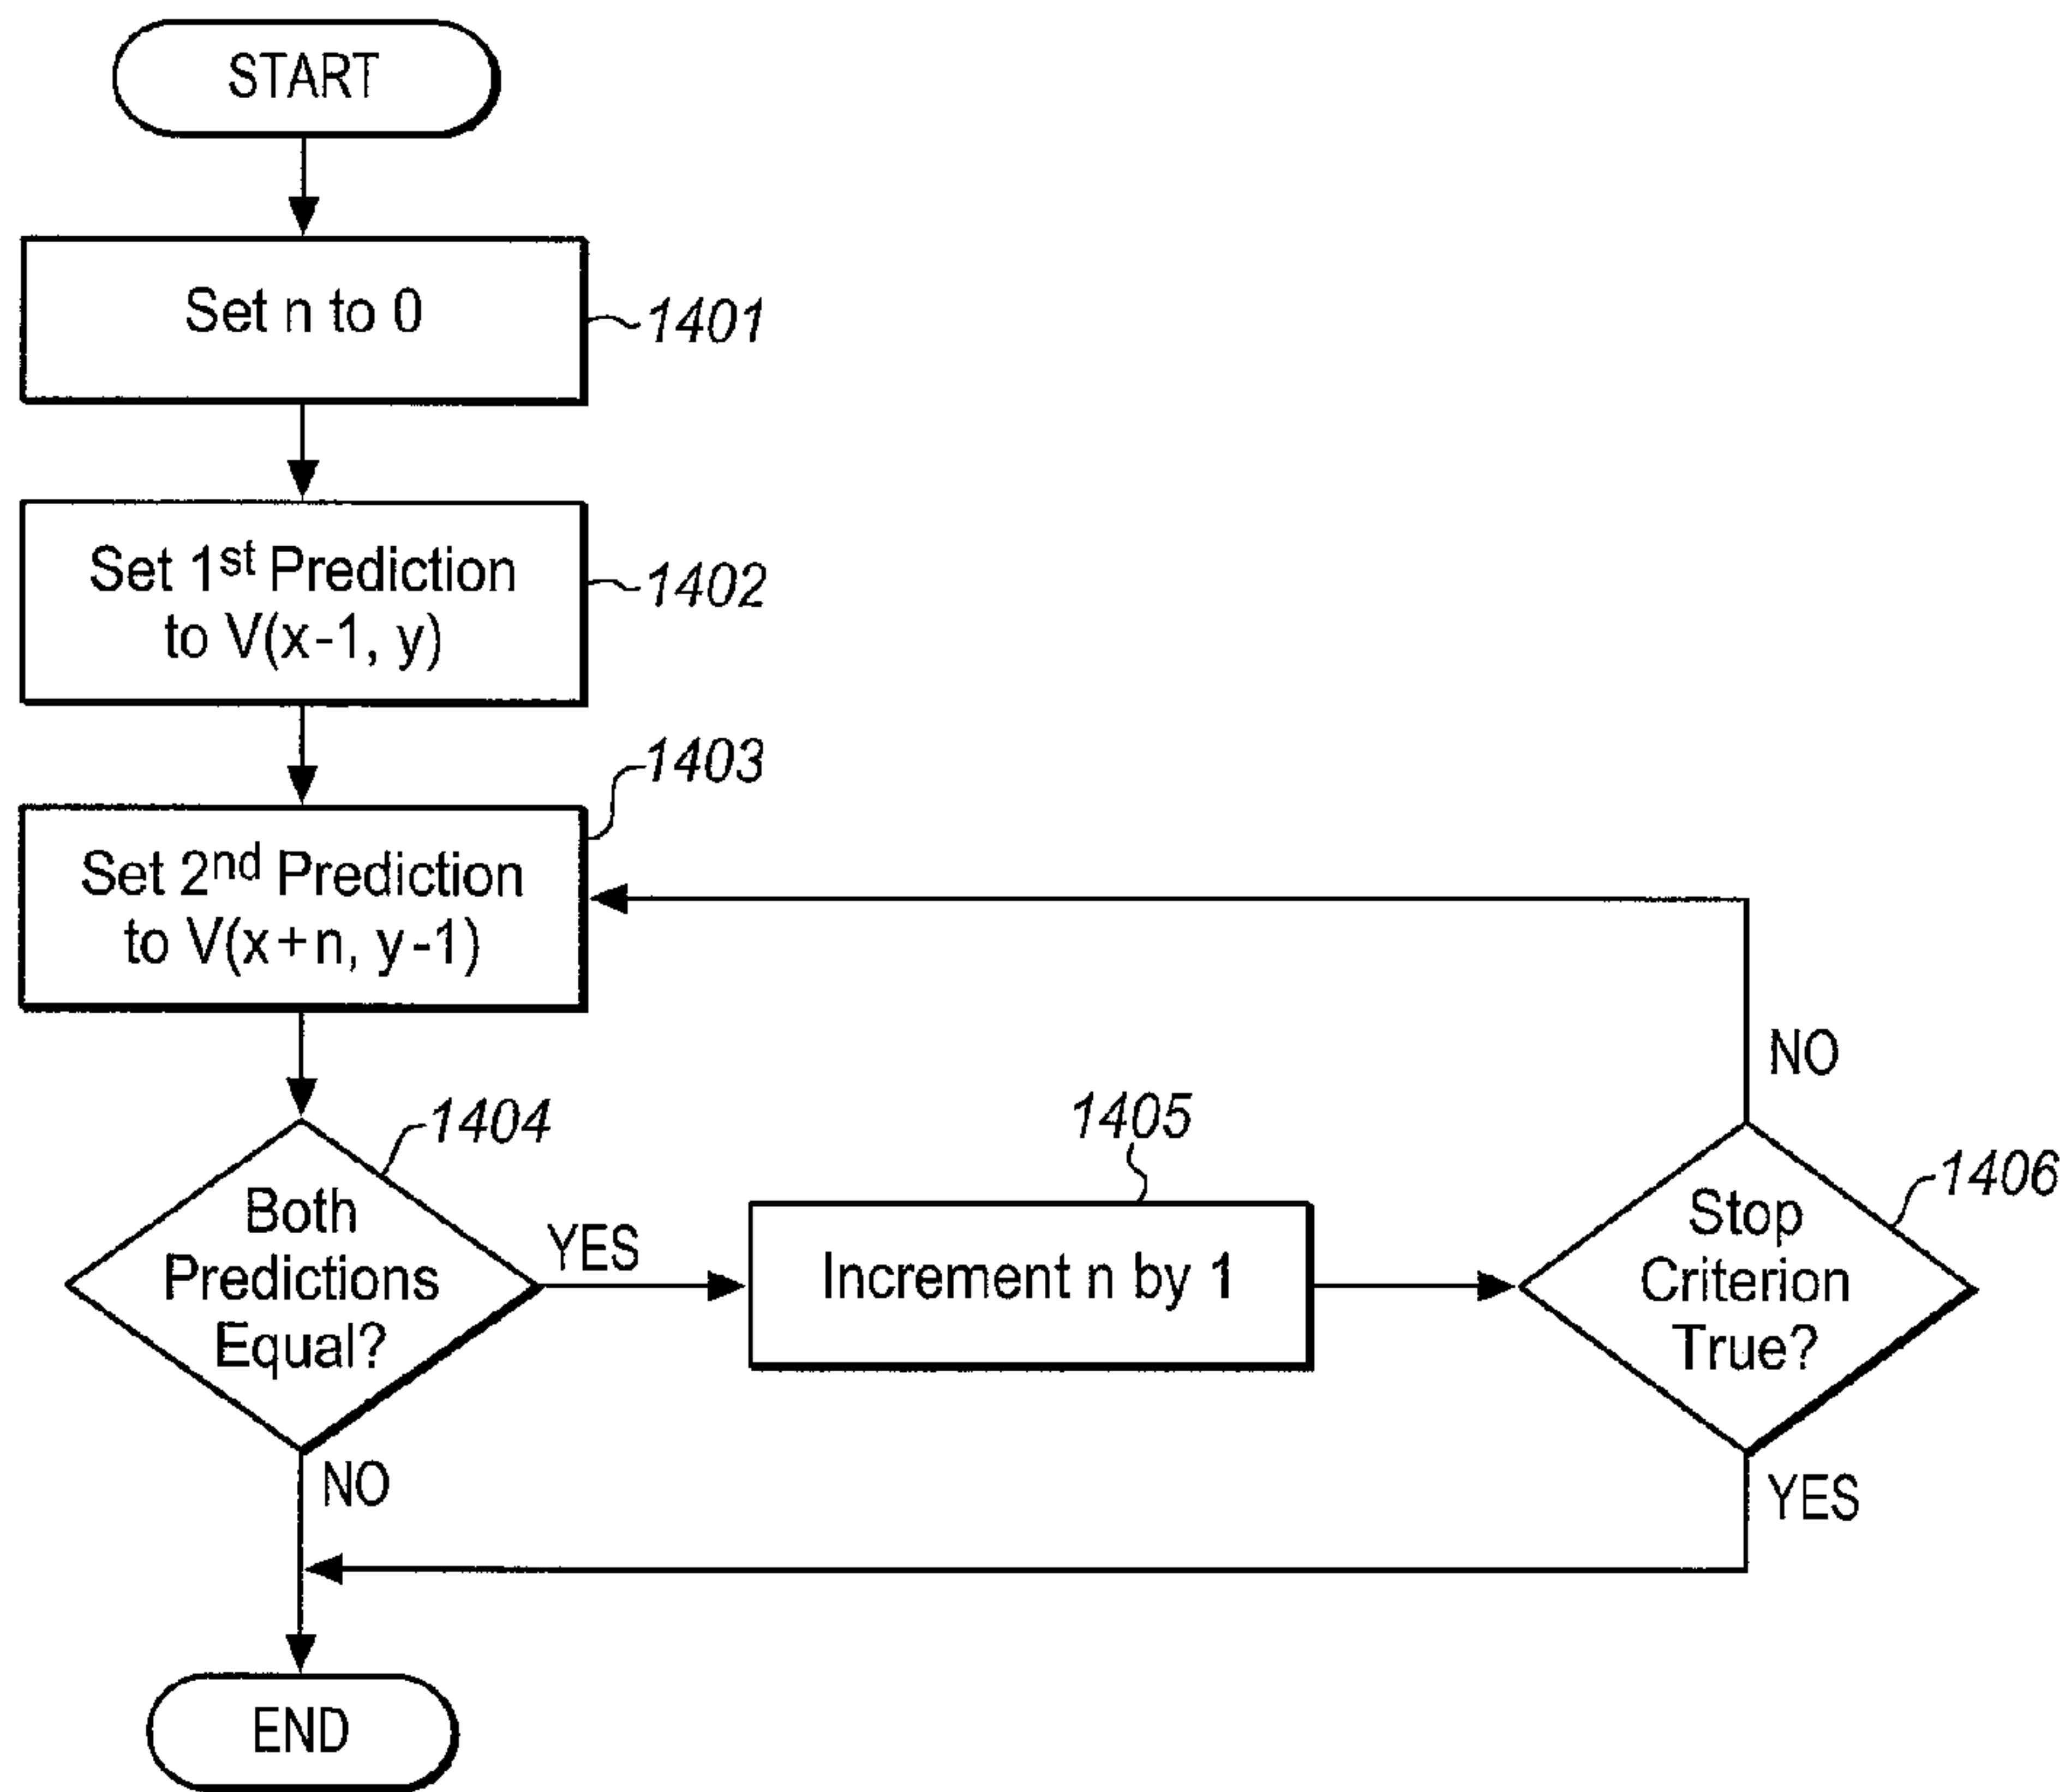 START
Set n to 0
1401
Set 1st Prediction
to V(x-1, y)
1402
1403
Set 2nd Prediction
to V(x+n, y-1)
NO
1404
1405
1406
Both
Predictions
Equal?
YES
Increment n by 1
Stop
Criterion
True?
NO
YES
END